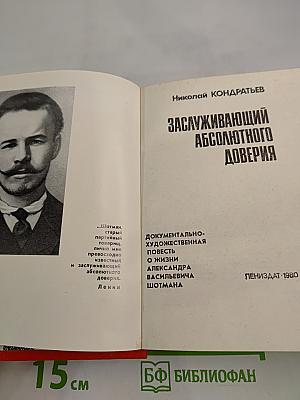 ...Шотман,
старый
партийный
товарищ,
лично мне
превосходно
известный
и заслуживающий
абсолютного
доверия.
Ленин
Николай КОНДРАТЬЕВ
ЗАСЛУЖИВАЮЩИЙ
АБСОЛЮТНОГО
ДОВЕРИЯ
ДОКУМЕНТАЛЬНО-
ХУДОЖЕСТВЕННАЯ
ПОВЕСТЬ
О ЖИЗНИ
АЛЕКСАНДРА
ВАСИЛЬЕВИЧА
ШОТМАНА
ЛЕНИЗДАТ·1980
15 см
БФ БИБЛИОФАН